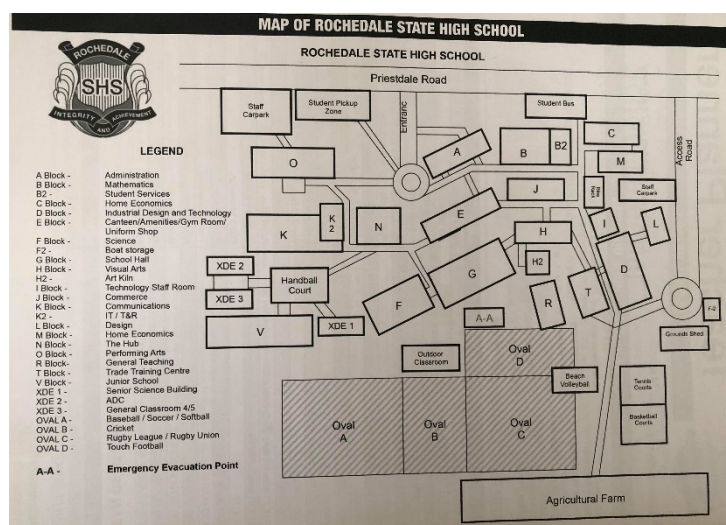 MAP OF ROCHEDALE STATE HIGH SCHOOL
ROCHEDALE
SHS
INTEGRITY AND ACHIEVEMENT
ROCHEDALE STATE HIGH SCHOOL
Priestdale Road
LEGEND
A Block - Administration
B Block - Mathematics
B2 - Student Services
C Block - Home Economics
D Block - Industrial Design and Technology
E Block - Canteen/Amenities/Gym Room/
Uniform Shop
F Block - Science
F2 - Boat storage
G Block - School Hall
H Block - Visual Arts
H2 - Art Kiln
I Block - Technology Staff Room
J Block - Commerce
K Block - Communications
K2 - IT / T&R
L Block - Design
M Block - Home Economics
N Block - The Hub
O Block - Performing Arts
R Block - General Teaching
T Block - Trade Training Centre
V Block - Junior School
XDE 1 - Senior Science Building
XDE 2 - ADC
XDE 3 - General Classroom 4/5
OVAL A - Baseball / Soccer / Softball
OVAL B - Cricket
OVAL C - Rugby League / Rugby Union
OVAL D - Touch Football
A-A - Emergency Evacuation Point
Staff
Carpark
Student Pickup
Zone
Entranc
Student Bus
Access
Road
A
B
B2
C
M
O
J
Staff
Carpark
K
K
2
N
E
H
I
L
H2
D
XDE 2
XDE 3
Handball
Court
G
F
R
T
V
XDE 1
A-A
F-2
Grounds Shed
Outdoor
Classroom
Oval
D
Beach
Volleyball
Tennis
Courts
Basketball
Courts
Oval
A
Oval
B
Oval
C
Agricultural Farm